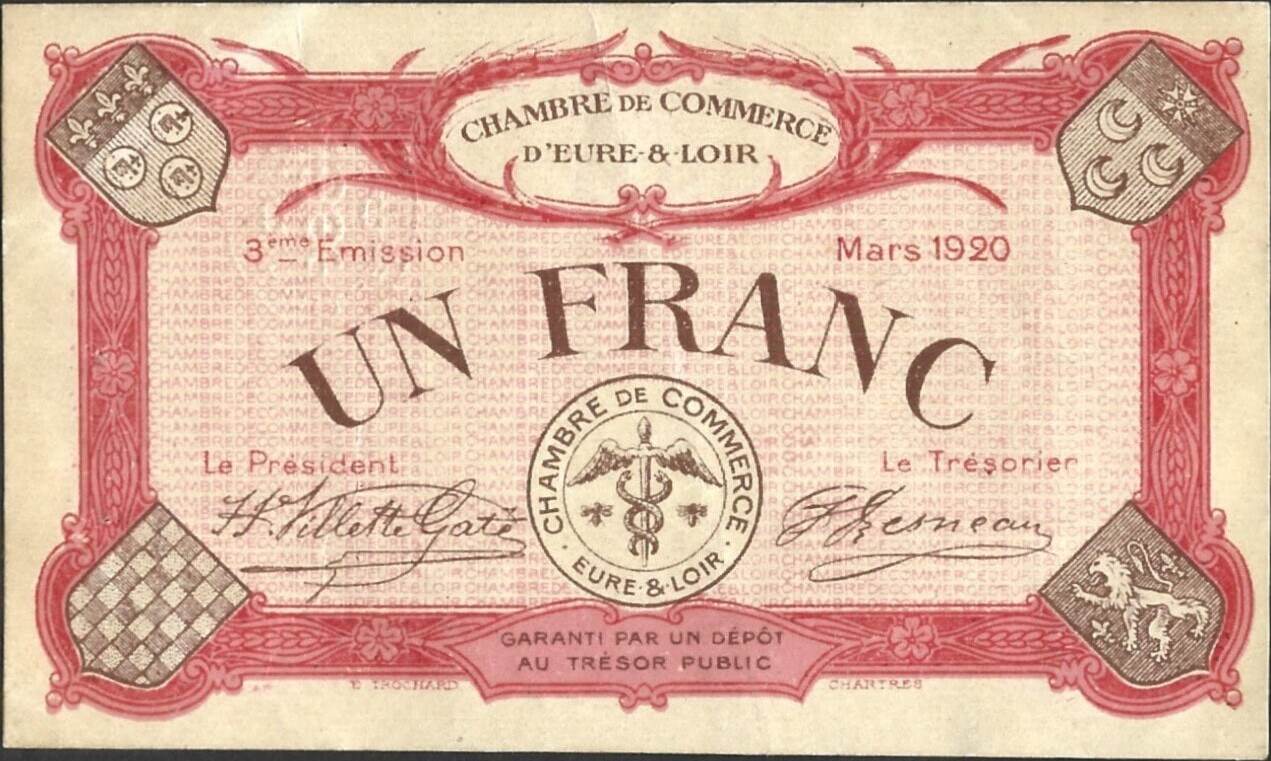 CHAMBRE DE COMMERCE
D'EURE-&-LOIR
3ème Emission
Mars 1920
UN FRANC
Le Président
Le Trésorier
H. Villette Gaté
CHAMBRE DE COMMERCE
EURE-&-LOIR
GARANTI PAR UN DÉPÔT
AU TRÉSOR PUBLIC
E TROCHARD
CHARTRES